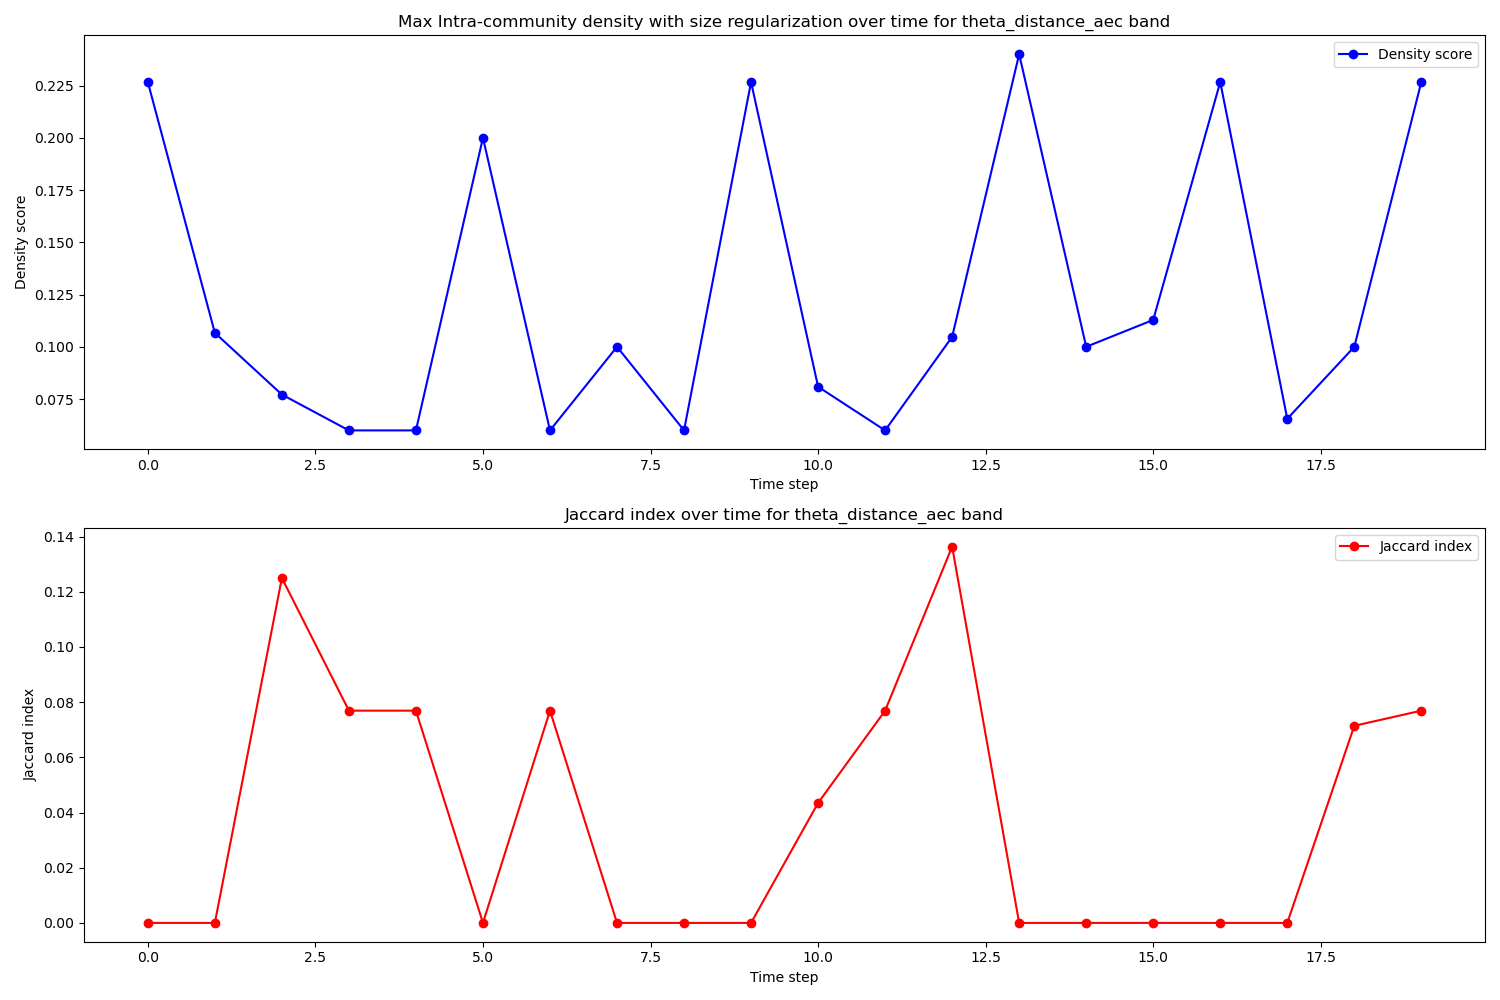 Max Intra-community density with size regularization over time for theta_distance_aec band
Density score
0.225
0.200
0.175
0.150
0.125
0.100
0.075
Density score
0.0 2.5 5.0 7.5 10.0 12.5 15.0 17.5
Time step
Jaccard index over time for theta_distance_aec band
Jaccard index
0.14
0.12
0.10
0.08
0.06
0.04
0.02
0.00
Jaccard index
0.0 2.5 5.0 7.5 10.0 12.5 15.0 17.5
Time step